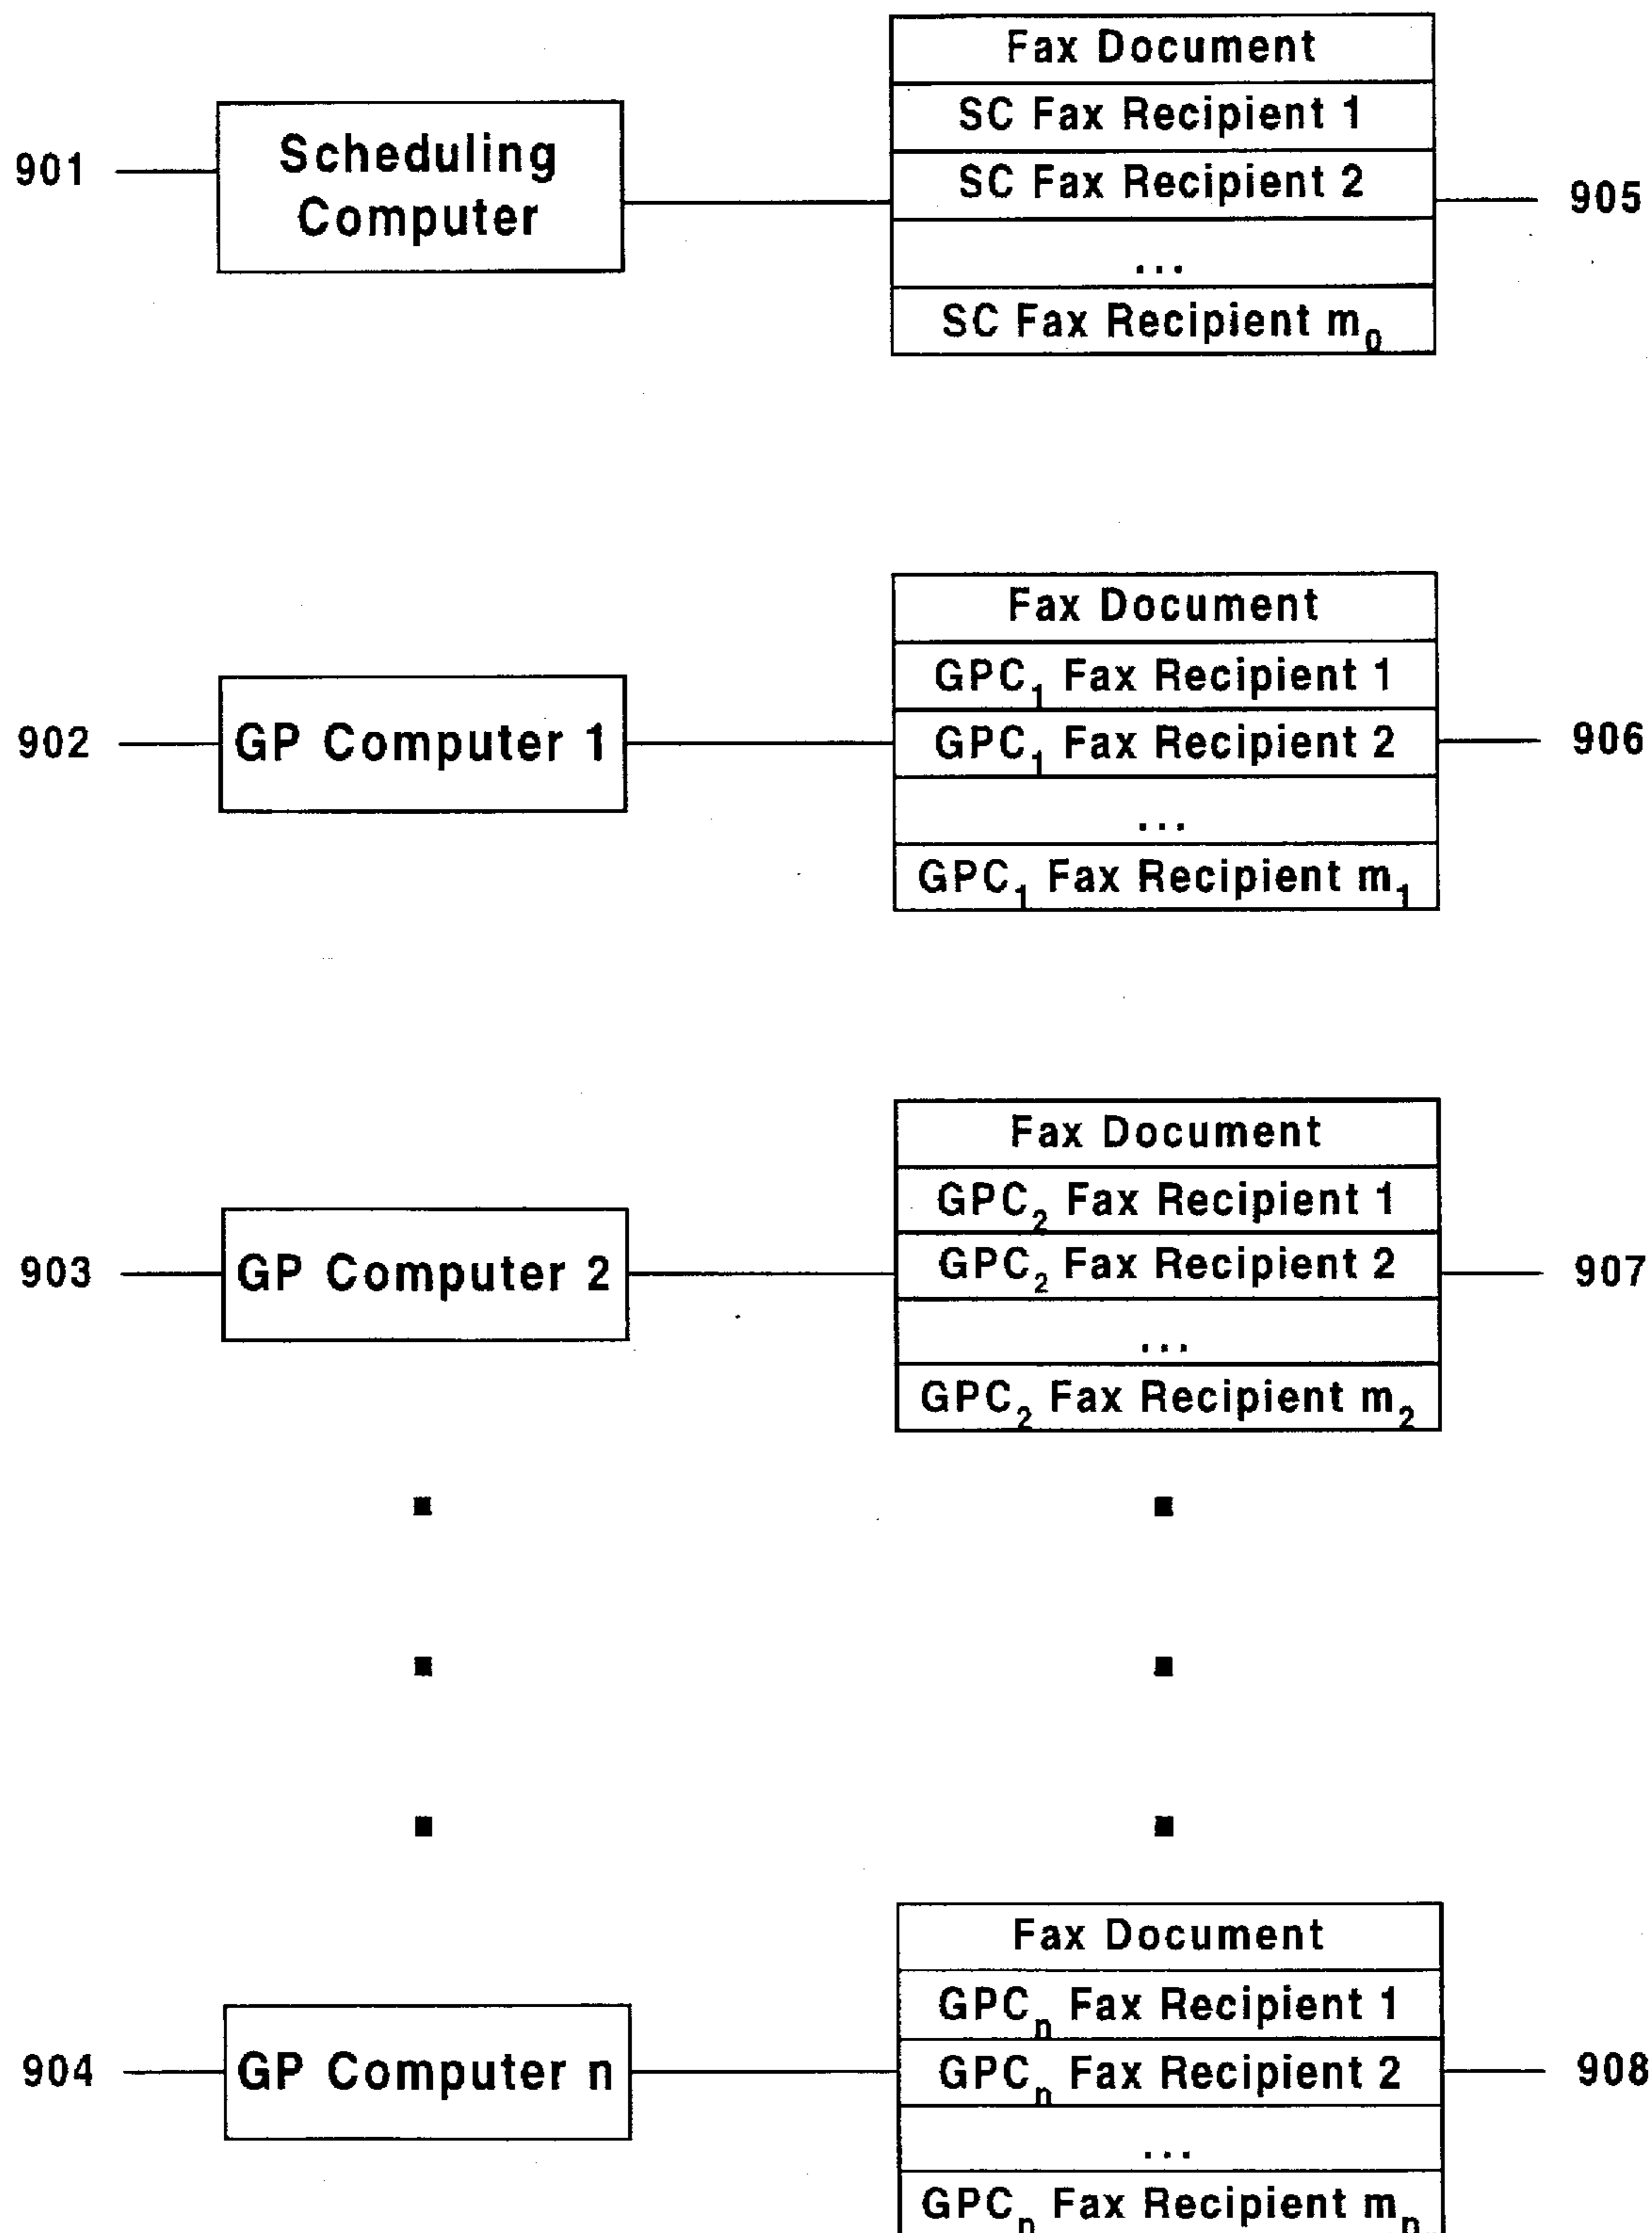 Fax Document
SC Fax Recipient 1
901
Scheduling
Computer
SC Fax Recipient 2
905
...
SC Fax Recipient m₀
Fax Document
GPC₁ Fax Recipient 1
902
GP Computer 1
GPC₁ Fax Recipient 2
906
...
GPC₁ Fax Recipient m₁
Fax Document
GPC₂ Fax Recipient 1
903
GP Computer 2
GPC₂ Fax Recipient 2
907
...
GPC₂ Fax Recipient m₂
Fax Document
GPCₙ Fax Recipient 1
904
GP Computer n
GPCₙ Fax Recipient 2
908
...
GPCₙ Fax Recipient mₙ